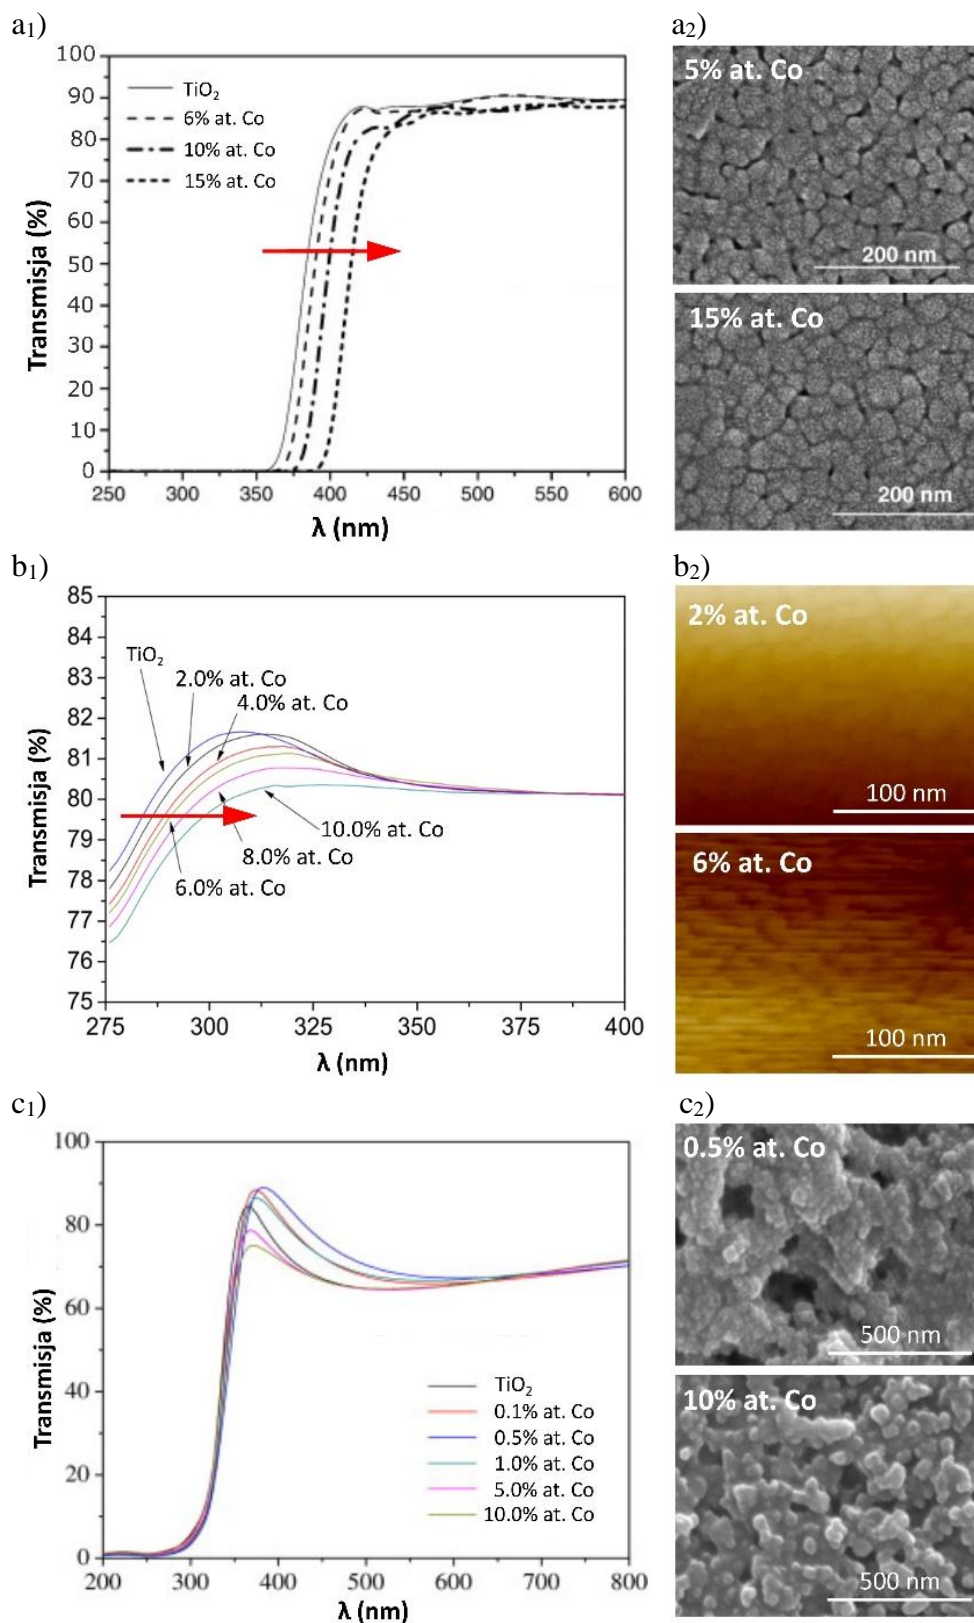 a₁)
a₂)
100
90
80
70
60
50
40
30
20
10
0
250 300 350 400 450 500 550 600
Transmisja (%)
λ (nm)
TiO₂
6% at. Co
10% at. Co
15% at. Co
5% at. Co
200 nm
15% at. Co
200 nm
b₁)
b₂)
85
84
83
82
81
80
79
78
77
76
75
275 300 325 350 375 400
Transmisja (%)
λ (nm)
TiO₂
2.0% at. Co
4.0% at. Co
10.0% at. Co
8.0% at. Co
6.0% at. Co
2% at. Co
100 nm
6% at. Co
100 nm
c₁)
c₂)
100
80
60
40
20
0
200 300 400 500 600 700 800
Transmisja (%)
λ (nm)
TiO₂
0.1% at. Co
0.5% at. Co
1.0% at. Co
5.0% at. Co
10.0% at. Co
0.5% at. Co
500 nm
10% at. Co
500 nm